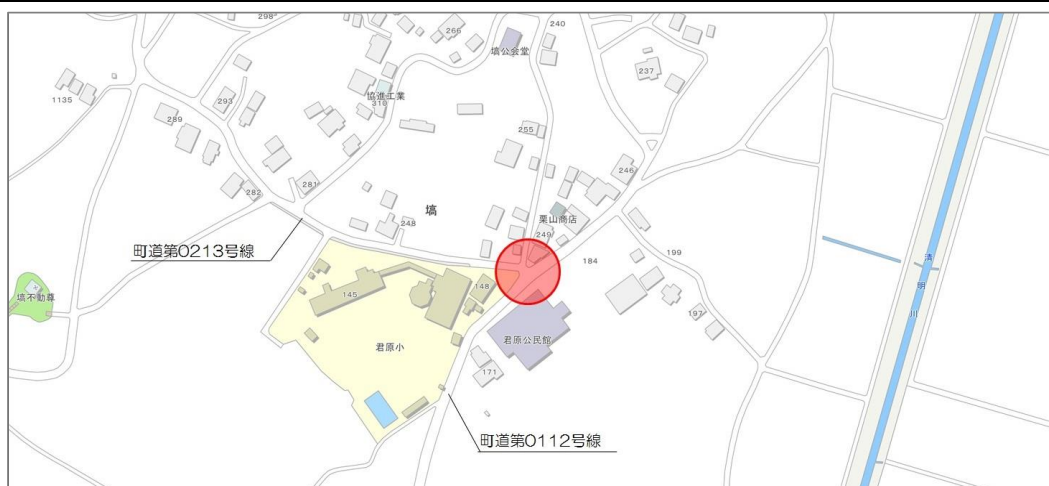 298
266
240
塙公会堂
237
1135
293
協進工業
310
289
255
246
281
282
塙
248
栗山商店
249
町道第0213号線
184
199
清明川
塙不動尊
145
148
197
君原小
君原公民館
171
町道第0112号線